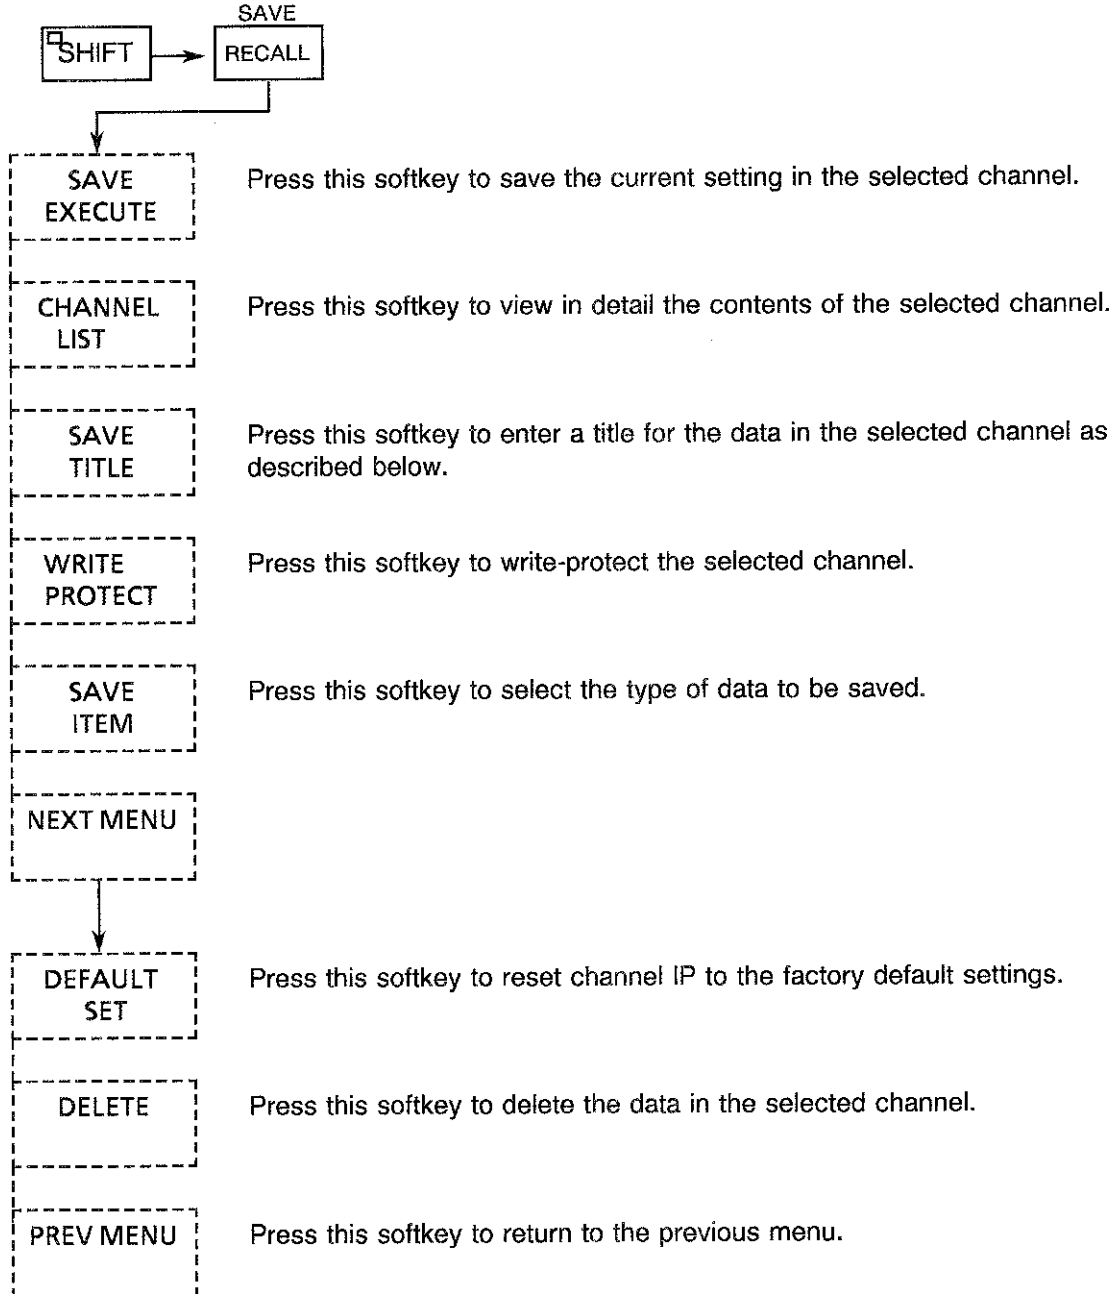 SAVE
SHIFT
RECALL
SAVE
EXECUTE
Press this softkey to save the current setting in the selected channel.
CHANNEL
LIST
Press this softkey to view in detail the contents of the selected channel.
SAVE
TITLE
Press this softkey to enter a title for the data in the selected channel as
described below.
WRITE
PROTECT
Press this softkey to write-protect the selected channel.
SAVE
ITEM
Press this softkey to select the type of data to be saved.
NEXT MENU
DEFAULT
SET
Press this softkey to reset channel IP to the factory default settings.
DELETE
Press this softkey to delete the data in the selected channel.
PREV MENU
Press this softkey to return to the previous menu.